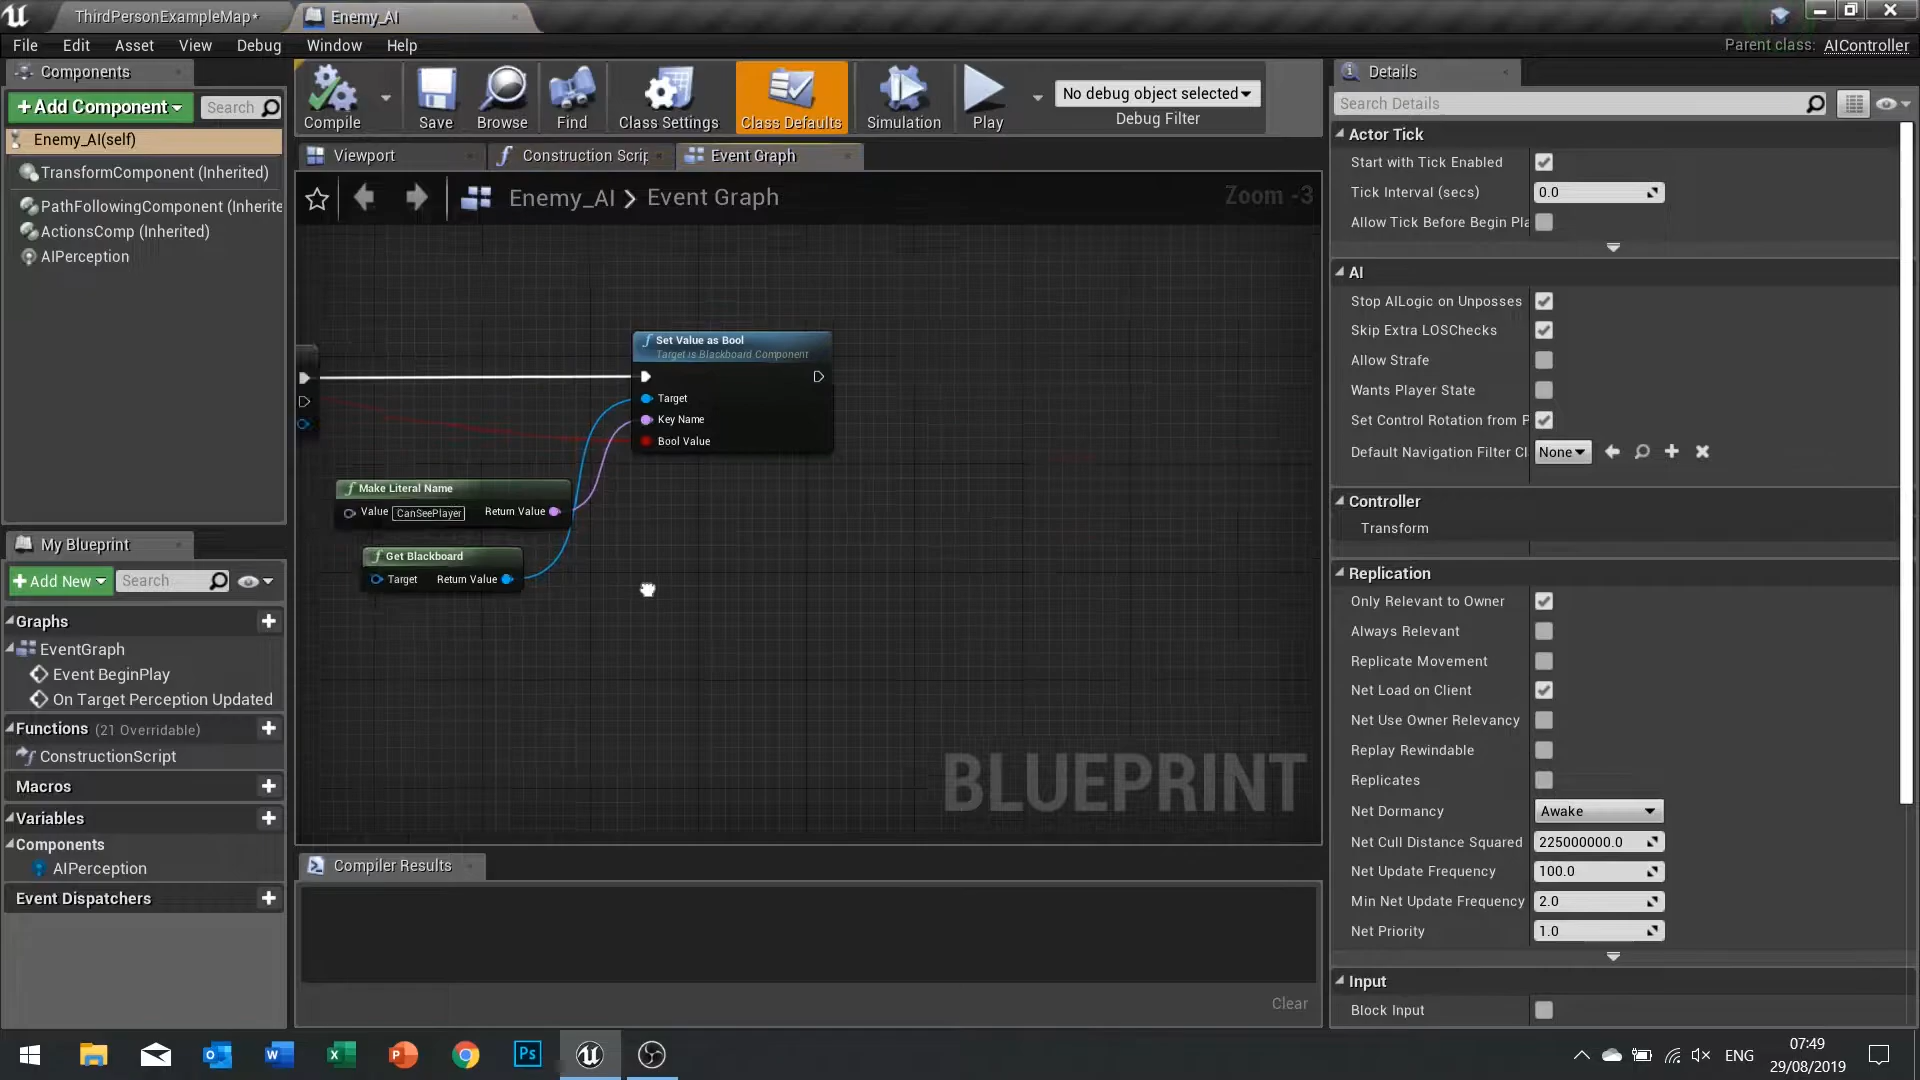 ThirdPersonExampleMap*
Enemy_AI
File Edit Asset View Debug Window Help
Parent class: AIController
Components
+Add Component
Search
Enemy_AI(self)
TransformComponent (Inherited)
PathFollowingComponent (Inherite
ActionsComp (Inherited)
AIPerception
My Blueprint
+Add New
Search
Graphs
EventGraph
Event BeginPlay
On Target Perception Updated
Functions (21 Overridable)
ConstructionScript
Macros
Variables
Components
AIPerception
Event Dispatchers
Compile
Save
Browse
Find
Class Settings
Class Defaults
Simulation
Play
No debug object selected
Debug Filter
Viewport
Construction Scrip
Event Graph
Enemy_AI > Event Graph
Zoom -3
Set Value as Bool
Target is Blackboard Component
Target
Key Name
Bool Value
Make Literal Name
Value CanSeePlayer Return Value
Get Blackboard
Target Return Value
BLUEPRINT
Compiler Results
Clear
Details
Search Details
Actor Tick
Start with Tick Enabled
Tick Interval (secs) 0.0
Allow Tick Before Begin Pla
AI
Stop AILogic on Unposses
Skip Extra LOSChecks
Allow Strafe
Wants Player State
Set Control Rotation from P
Default Navigation Filter Cl None
Controller
Transform
Replication
Only Relevant to Owner
Always Relevant
Replicate Movement
Net Load on Client
Net Use Owner Relevancy
Replay Rewindable
Replicates
Net Dormancy Awake
Net Cull Distance Squared 225000000.0
Net Update Frequency 100.0
Min Net Update Frequency 2.0
Net Priority 1.0
Input
Block Input
ENG
07:49
29/08/2019